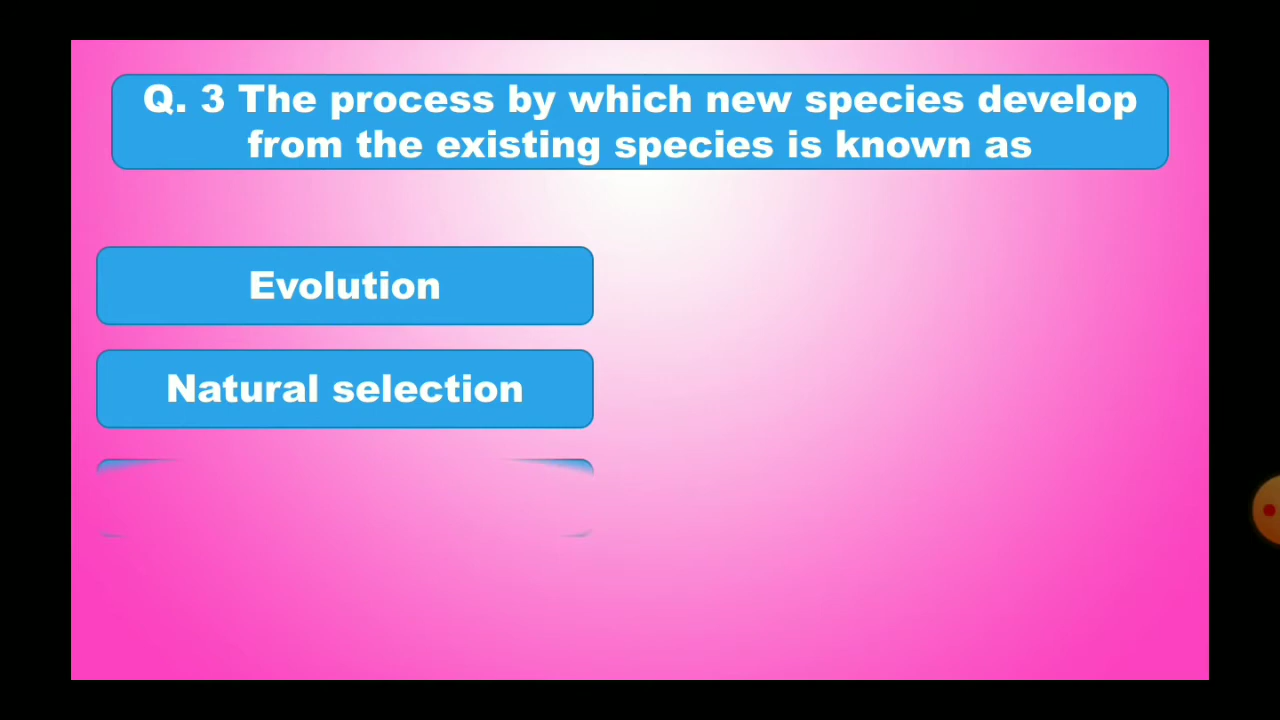 Q. 3 The process by which new species develop
from the existing species is known as
Evolution
Natural selection